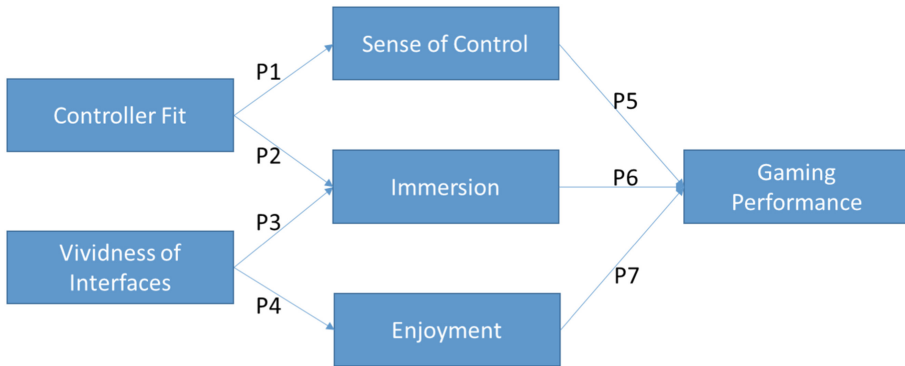 Sense of Control
P1
P5
Controller Fit
P2
Immersion
P6
Gaming
Performance
P3
Vividness of
Interfaces
P4
P7
Enjoyment